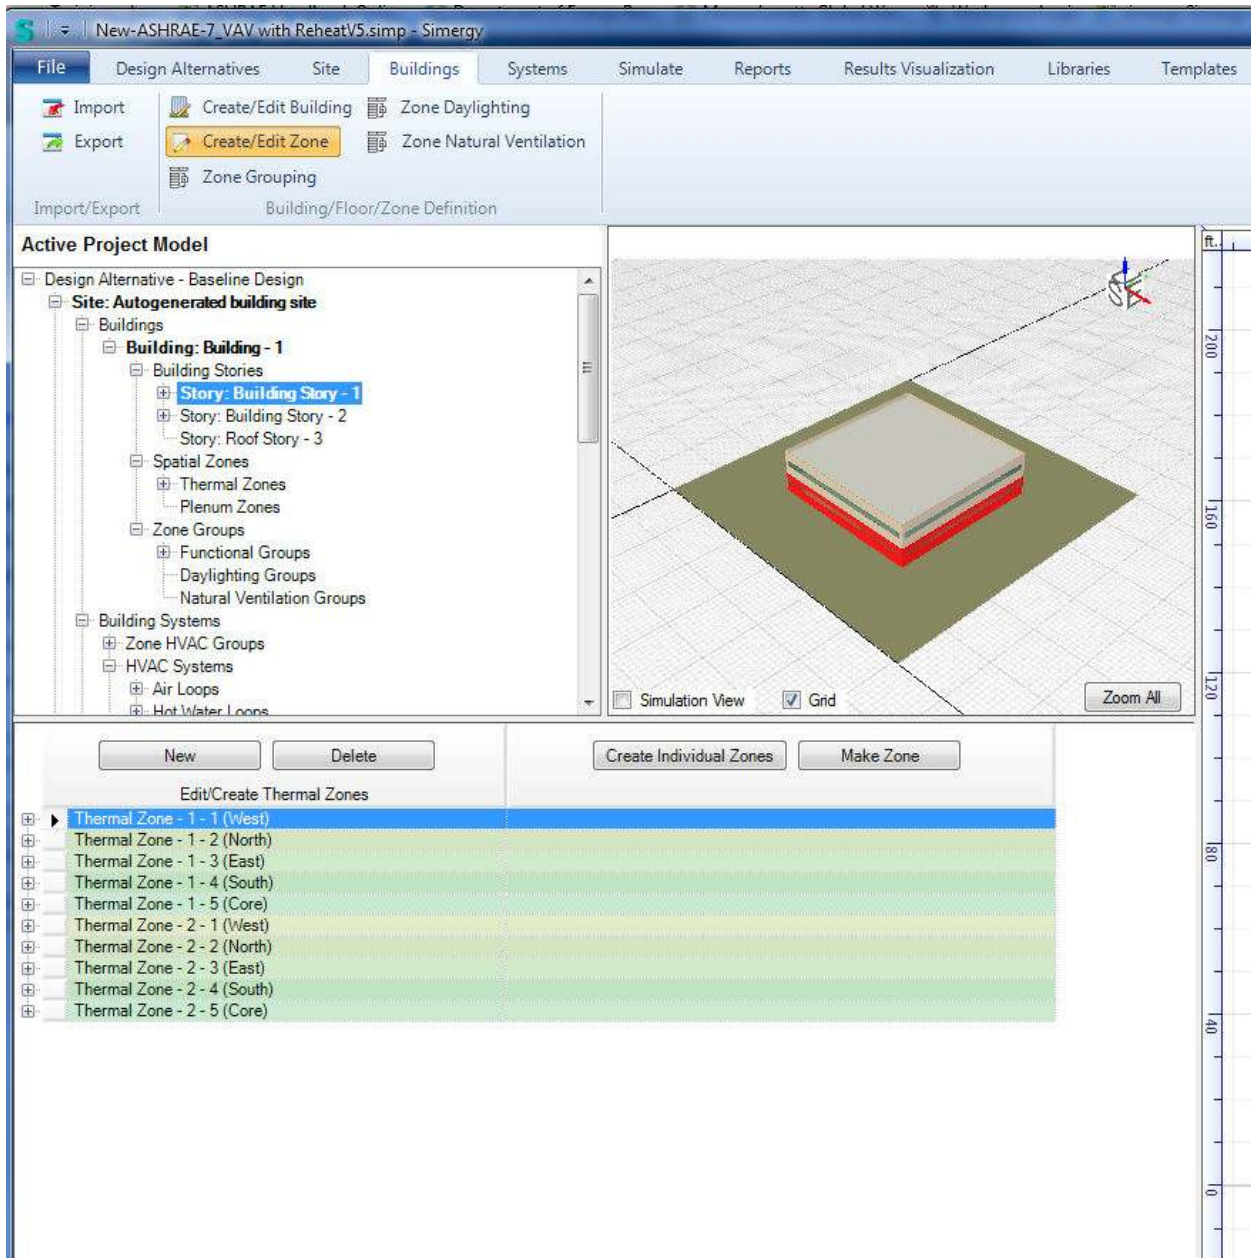 New-ASHRAE-7_VAV with ReheatV5.simp - Simergy
File Design Alternatives Site Buildings Systems Simulate Reports Results Visualization Libraries Templates
Import Create/Edit Building Zone Daylighting
Export Create/Edit Zone Zone Natural Ventilation
Zone Grouping
Import/Export Building/Floor/Zone Definition
Active Project Model
ft.
Design Alternative - Baseline Design
Site: Autogenerated building site
Buildings
Building: Building - 1
Building Stories
Story: Building Story - 1
Story: Building Story - 2
Story: Roof Story - 3
Spatial Zones
Thermal Zones
Plenum Zones
Zone Groups
Functional Groups
Daylighting Groups
Natural Ventilation Groups
Building Systems
Zone HVAC Groups
HVAC Systems
Air Loops
Hot Water Loops
S E
Simulation View Grid Zoom All
New Delete Create Individual Zones Make Zone
Edit/Create Thermal Zones
Thermal Zone - 1 - 1 (West)
Thermal Zone - 1 - 2 (North)
Thermal Zone - 1 - 3 (East)
Thermal Zone - 1 - 4 (South)
Thermal Zone - 1 - 5 (Core)
Thermal Zone - 2 - 1 (West)
Thermal Zone - 2 - 2 (North)
Thermal Zone - 2 - 3 (East)
Thermal Zone - 2 - 4 (South)
Thermal Zone - 2 - 5 (Core)
200
160
120
80
40
0